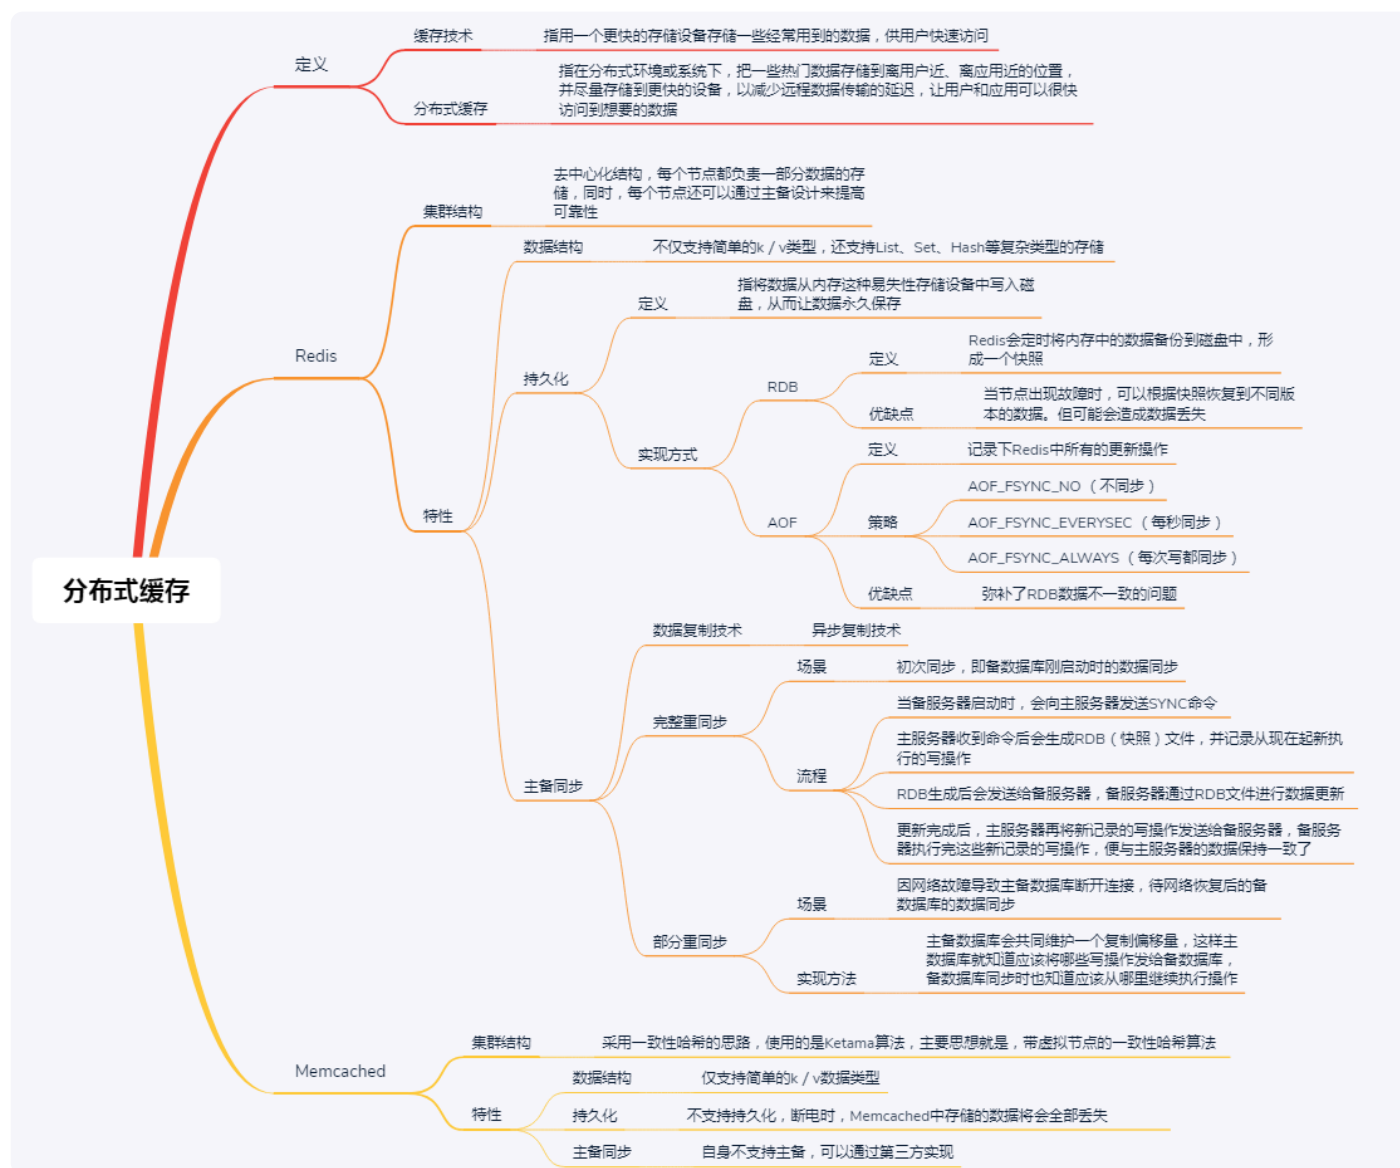 缓存技术
指用一个更快的存储设备存储一些经常用到的数据，供用户快速访问
定义
指在分布式环境或系统下，把一些热门数据存储到离用户近、离应用近的位置，
并尽量存储到更快的设备，以减少远程数据传输的延迟，让用户和应用可以很快
访问到想要的数据
分布式缓存
去中心化结构，每个节点都负责一部分数据的存
储，同时，每个节点还可以通过主备设计来提高
可靠性
集群结构
数据结构
不仅支持简单的k / v类型，还支持List、Set、Hash等复杂类型的存储
指将数据从内存这种易失性存储设备中写入磁
盘，从而让数据永久保存
定义
Redis
Redis会定时将内存中的数据备份到磁盘中，形
成一个快照
定义
持久化
RDB
当节点出现故障时，可以根据快照恢复到不同版
本的数据。但可能会造成数据丢失
优缺点
实现方式
定义
记录下Redis中所有的更新操作
AOF_FSYNC_NO （ 不同步 ）
特性
AOF
策略
AOF_FSYNC_EVERYSEC （ 每秒同步 ）
AOF_FSYNC_ALWAYS （ 每次写都同步 ）
分布式缓存
优缺点
弥补了RDB数据不一致的问题
数据复制技术
异步复制技术
场景
初次同步，即备数据库刚启动时的数据同步
完整重同步
当备服务器启动时，会向主服务器发送SYNC命令
主服务器收到命令后会生成RDB（ 快照 ）文件，并记录从现在起新执
行的写操作
流程
主备同步
RDB生成后会发送给备服务器，备服务器通过RDB文件进行数据更新
更新完成后，主服务器再将新记录的写操作发送给备服务器，备服务
器执行完这些新记录的写操作，便与主服务器的数据保持一致了
因网络故障导致主备数据库断开连接，待网络恢复后的备
数据库的数据同步
场景
部分重同步
主备数据库会共同维护一个复制偏移量，这样主
数据库就知道应该将哪些写操作发给备数据库，
备数据库同步时也知道应该从哪里继续执行操作
实现方法
集群结构
采用一致性哈希的思路，使用的是Ketama算法，主要思想就是，带虚拟节点的一致性哈希算法
Memcached
数据结构
仅支持简单的k / v数据类型
特性
持久化
不支持持久化，断电时，Memcached中存储的数据将会全部丢失
主备同步
自身不支持主备，可以通过第三方实现